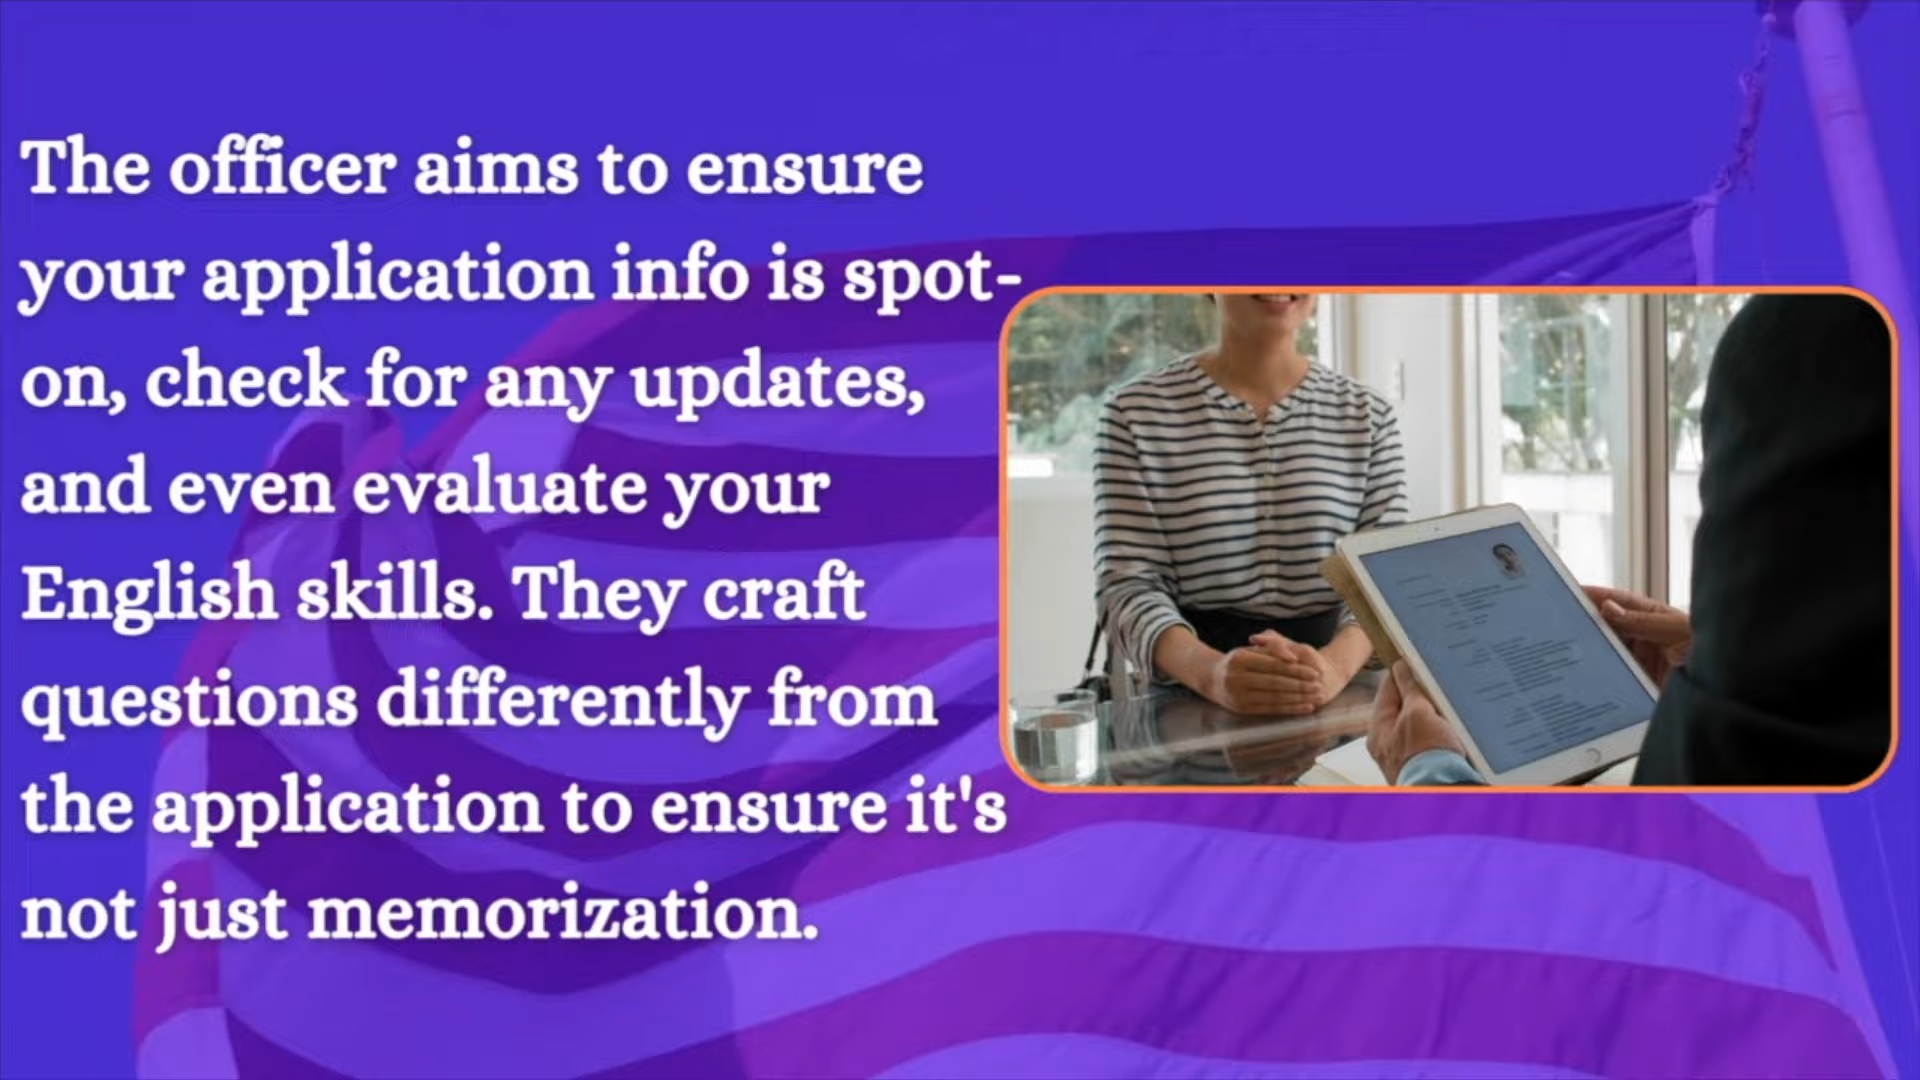 The officer aims to ensure
your application info is spot-
on, check for any updates,
and even evaluate your
English skills. They craft
questions differently from
the application to ensure it's
not just memorization.